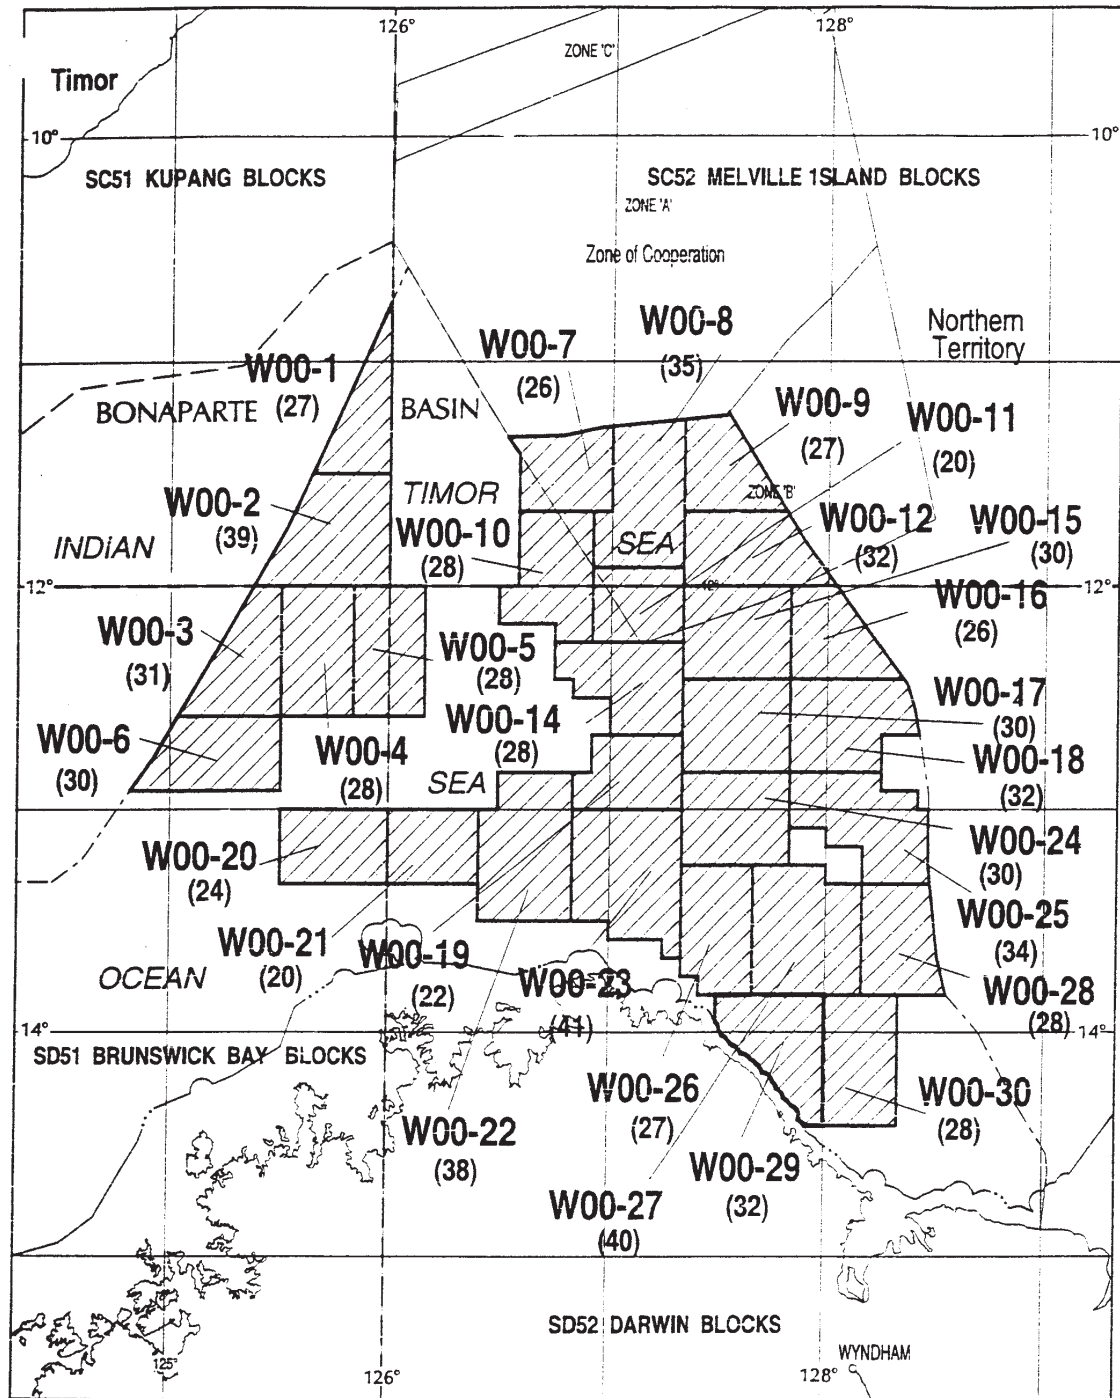 126°
128°
ZONE 'C'
Timor
10°
10°
SC51 KUPANG BLOCKS
SC52 MELVILLE 1SLAND BLOCKS
ZONE 'A'
Zone of Cooperation
W00-8
(35)
Northern
Territory
W00-7
(26)
W00-1
(27)
BONAPARTE
BASIN
W00-9
(27)
W00-11
(20)
TIMOR
ZONE 'B'
W00-2
(39)
W00-10
(28)
SEA
W00-12
(32)
W00-15
(30)
INDiAN
12°
12°
12°
W00-16
(26)
W00-3
(31)
W00-5
(28)
W00-17
(30)
W00-14
(28)
W00-6
(30)
W00-4
(28)
SEA
W00-18
(32)
W00-24
(30)
W00-20
(24)
W00-25
(34)
W00-21
(20)
W00-19
(22)
W00-23
(41)
W00-28
(28)
OCEAN
14°
14°
SD51 BRUNSWICK BAY BLOCKS
W00-26
(27)
W00-30
(28)
W00-22
(38)
W00-29
(32)
W00-27
(40)
SD52 DARWIN BLOCKS
WYNDHAM
125°
126°
128°